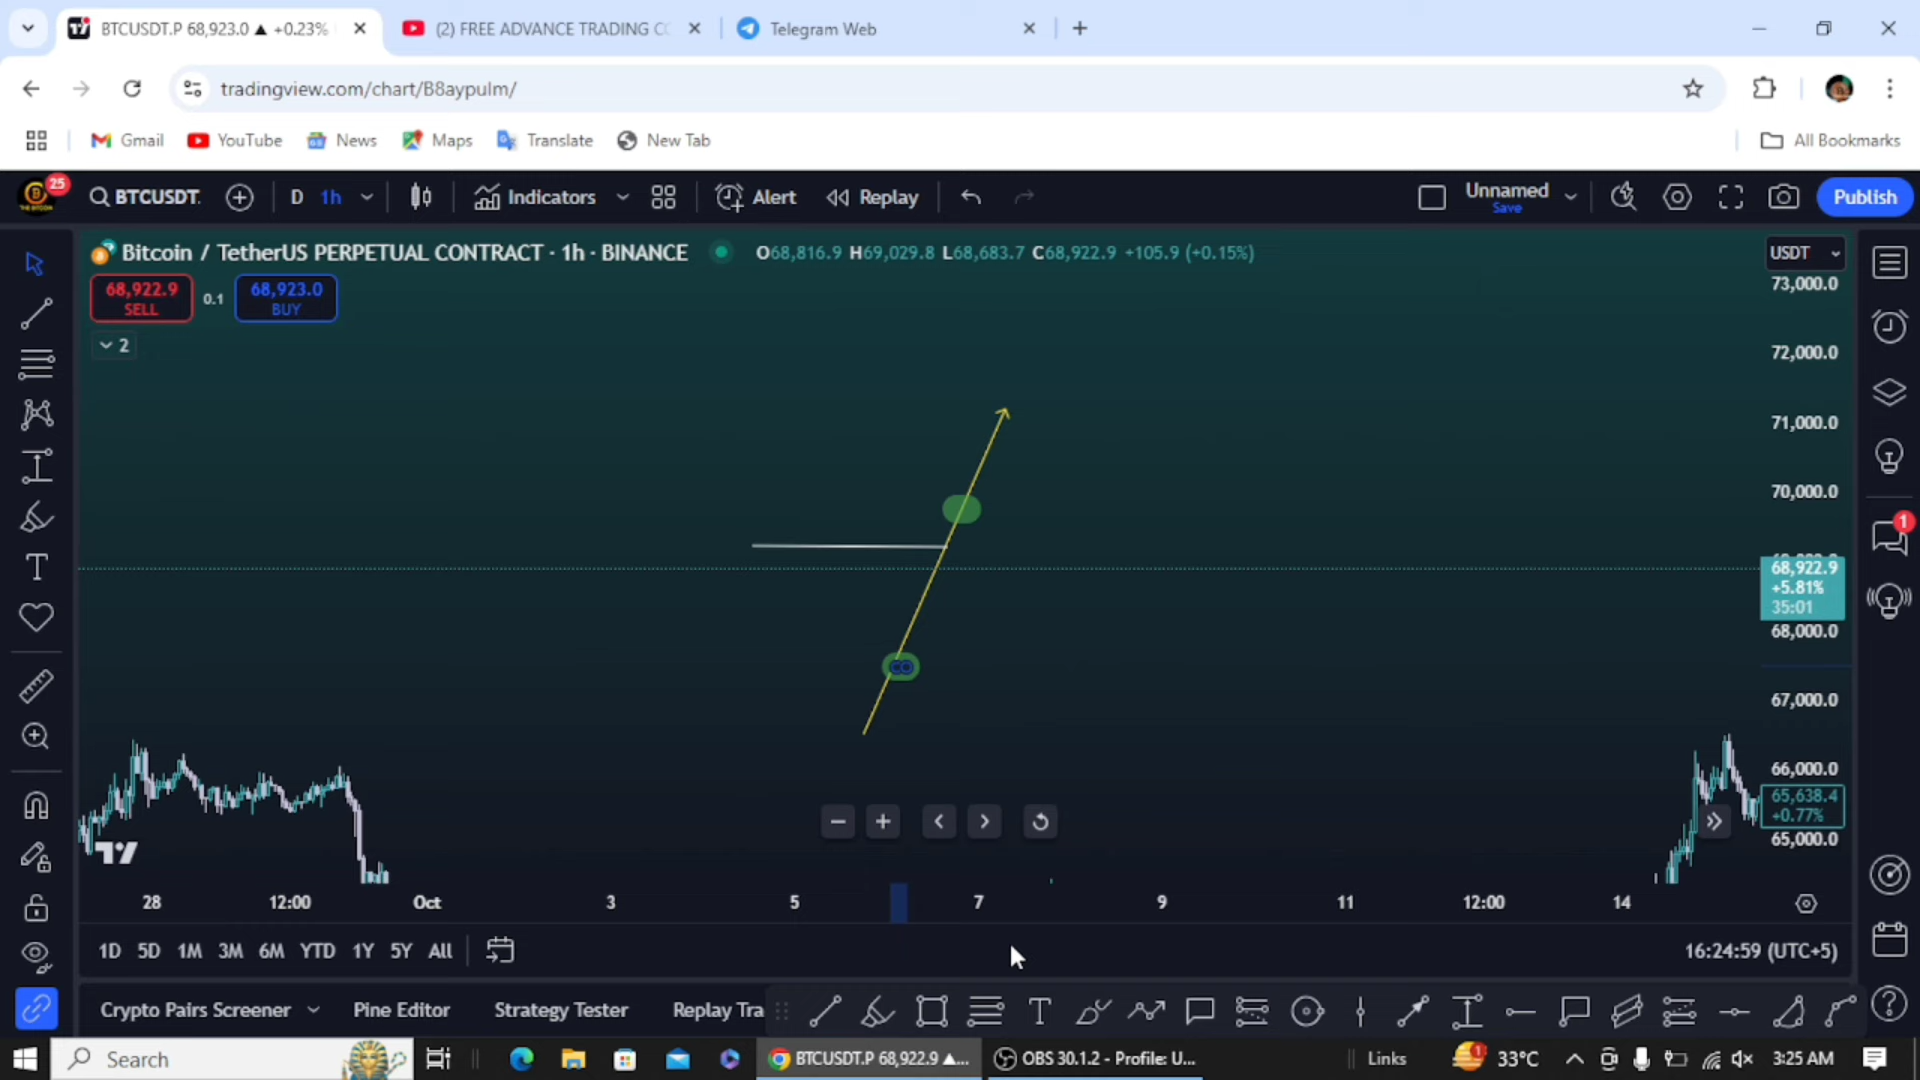 BTCUSDT.P 68,923.0 ▲ +0.23%
(2) FREE ADVANCE TRADING CO
Telegram Web
tradingview.com/chart/B8aypulm/
Gmail
YouTube
News
Maps
Translate
New Tab
All Bookmarks
25
BTCUSDT.
D
1h
Indicators
Alert
Replay
Unnamed
Save
Publish
Bitcoin / TetherUS PERPETUAL CONTRACT · 1h · BINANCE
O68,816.9 H69,029.8 L68,683.7 C68,922.9 +105.9 (+0.15%)
USDT
68,922.9
SELL
0.1
68,923.0
BUY
2
73,000.0
72,000.0
71,000.0
70,000.0
68,922.9
+5.81%
35:01
68,000.0
67,000.0
66,000.0
65,638.4
+0.77%
65,000.0
1
28
12:00
Oct
3
5
7
9
11
12:00
14
1D
5D
1M
3M
6M
YTD
1Y
5Y
All
16:24:59 (UTC+5)
Crypto Pairs Screener
Pine Editor
Strategy Tester
Replay Tra
Search
BTCUSDT.P 68,922.9 ▲...
OBS 30.1.2 - Profile: U...
Links
1
33°C
3:25 AM